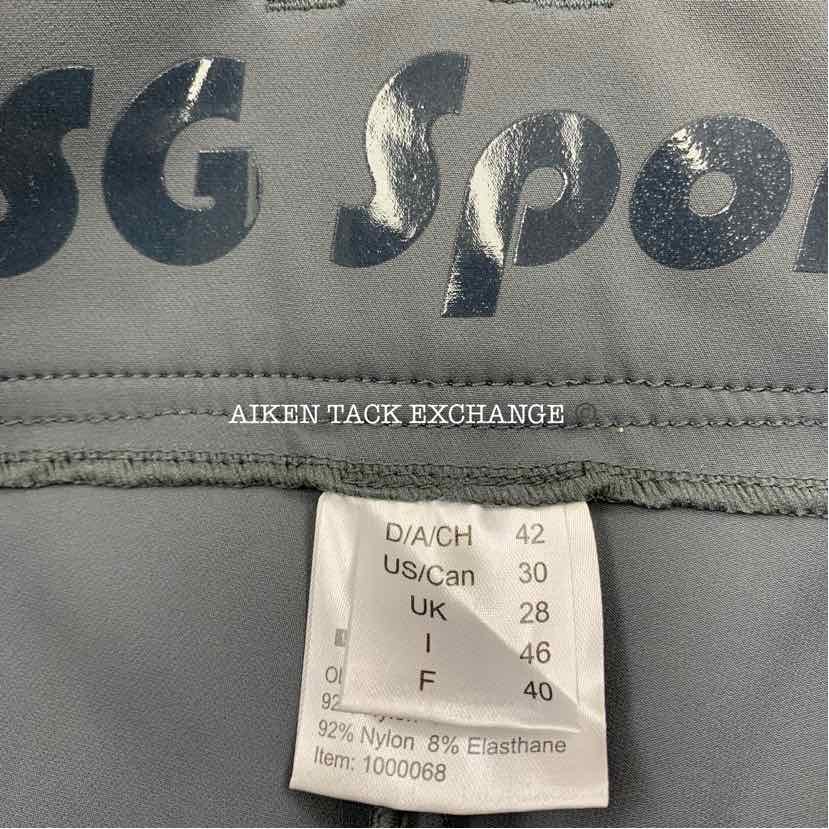 SG Spo
AIKEN TACK EXCHANGE ©
D/A/CH 42
US/Can 30
UK 28
I 46
F 40
92% Nylon 8% Elasthane
Item: 1000068